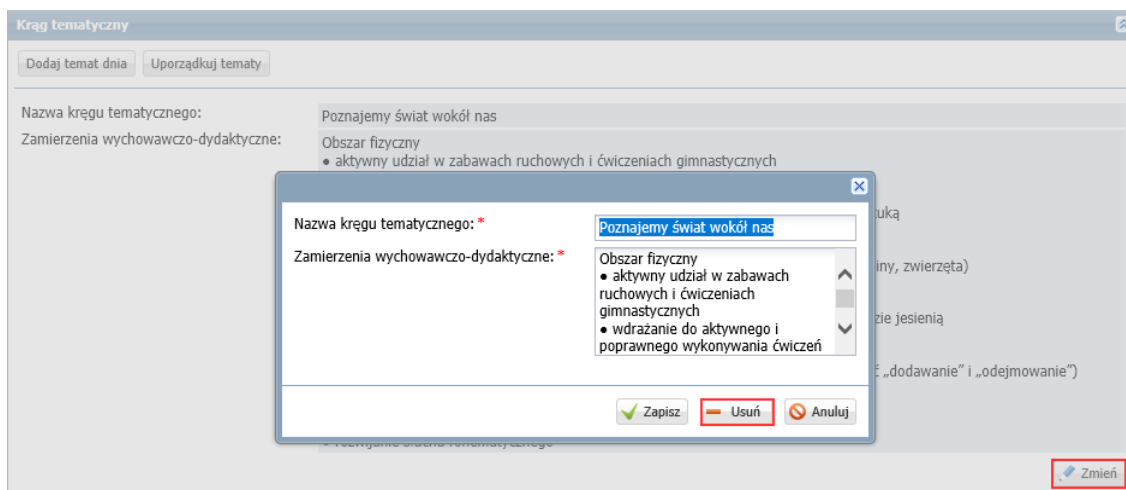 Krąg tematyczny
Dodaj temat dnia Uporządkuj tematy
Nazwa kręgu tematycznego: Poznajemy świat wokół nas
Zamierzenia wychowawczo-dydaktyczne: Obszar fizyczny
● aktywny udział w zabawach ruchowych i ćwiczeniach gimnastycznych
Nazwa kręgu tematycznego: * Poznajemy świat wokół nas
Zamierzenia wychowawczo-dydaktyczne: * Obszar fizyczny
● aktywny udział w zabawach
ruchowych i ćwiczeniach
gimnastycznych
● wdrażanie do aktywnego i
poprawnego wykonywania ćwiczeń
Zapisz Usuń Anuluj
zwierzęta)
jesienią
„dodawanie” i „odejmowanie”)
Zmień